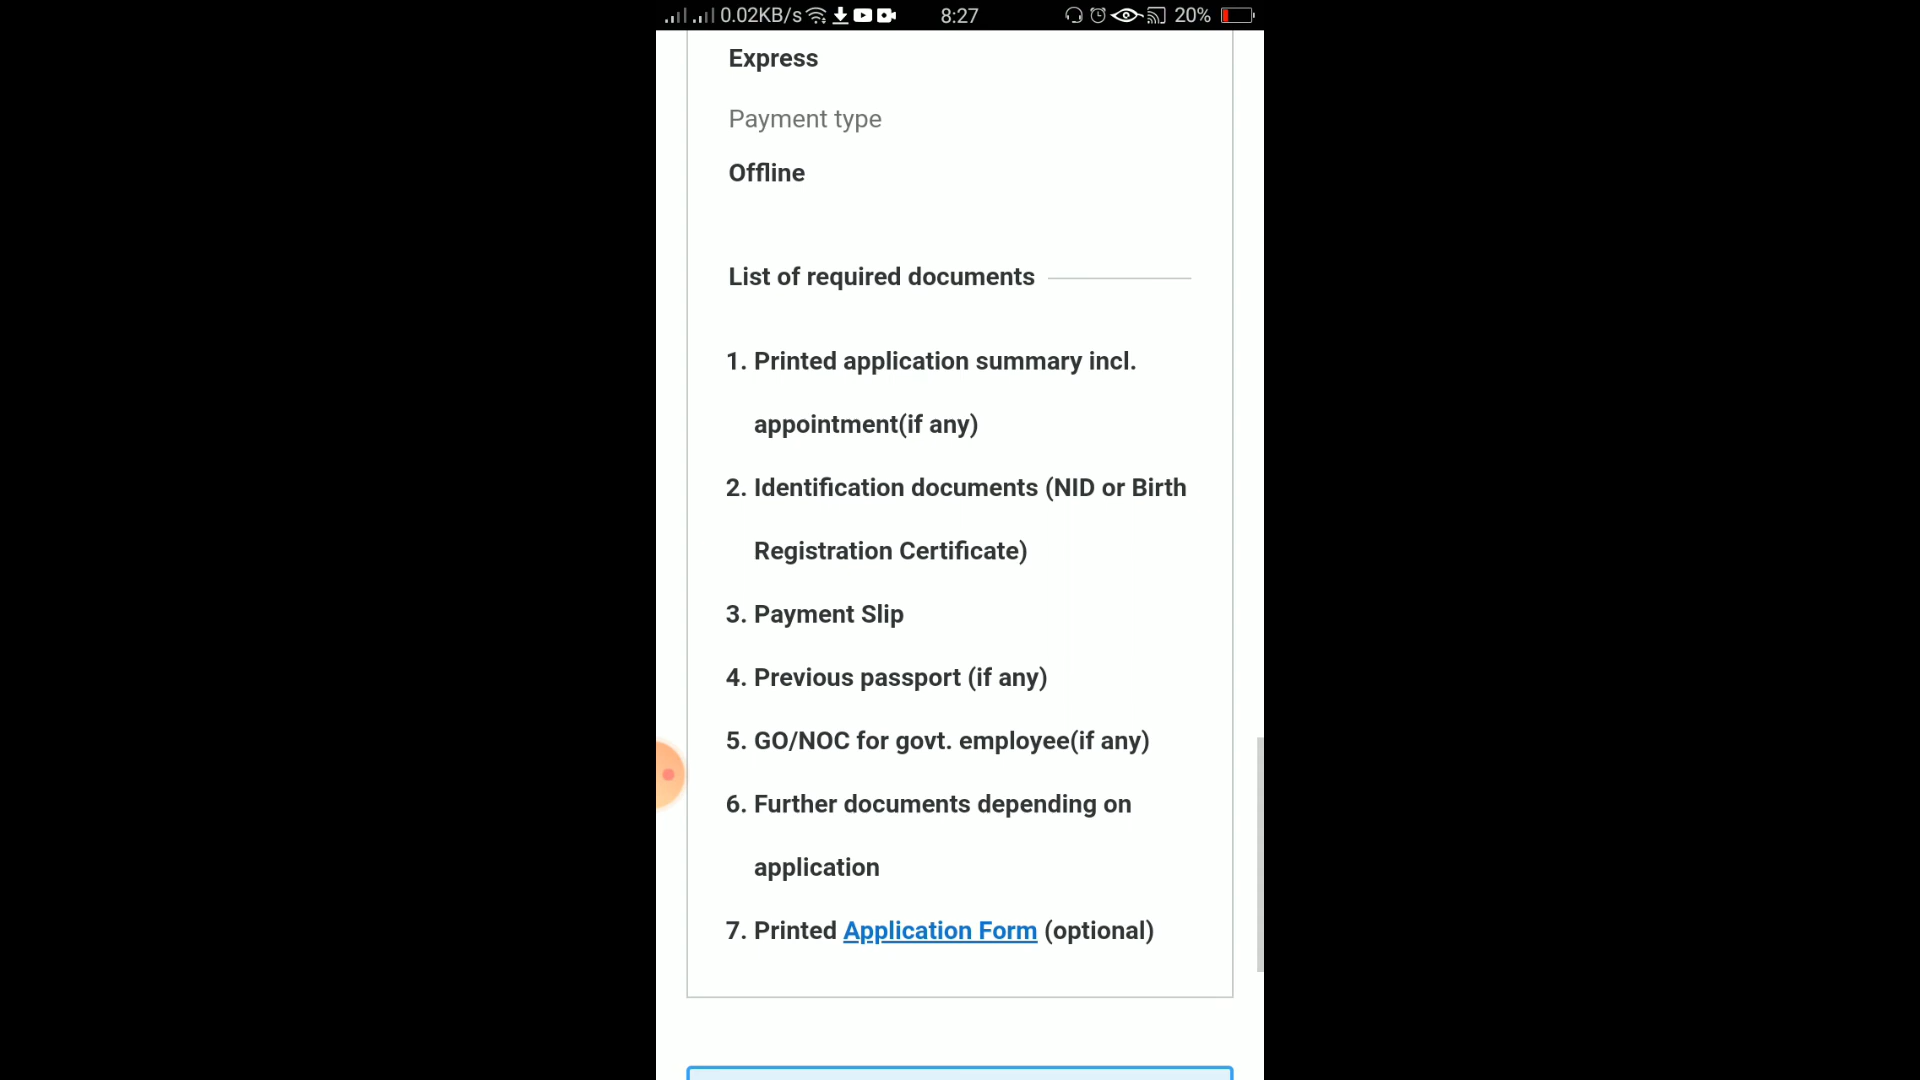 0.02KB/s 8:27 20%
Express
Payment type
Offline
List of required documents
1. Printed application summary incl.
appointment(if any)
2. Identification documents (NID or Birth
Registration Certificate)
3. Payment Slip
4. Previous passport (if any)
5. GO/NOC for govt. employee(if any)
6. Further documents depending on
application
7. Printed Application Form (optional)